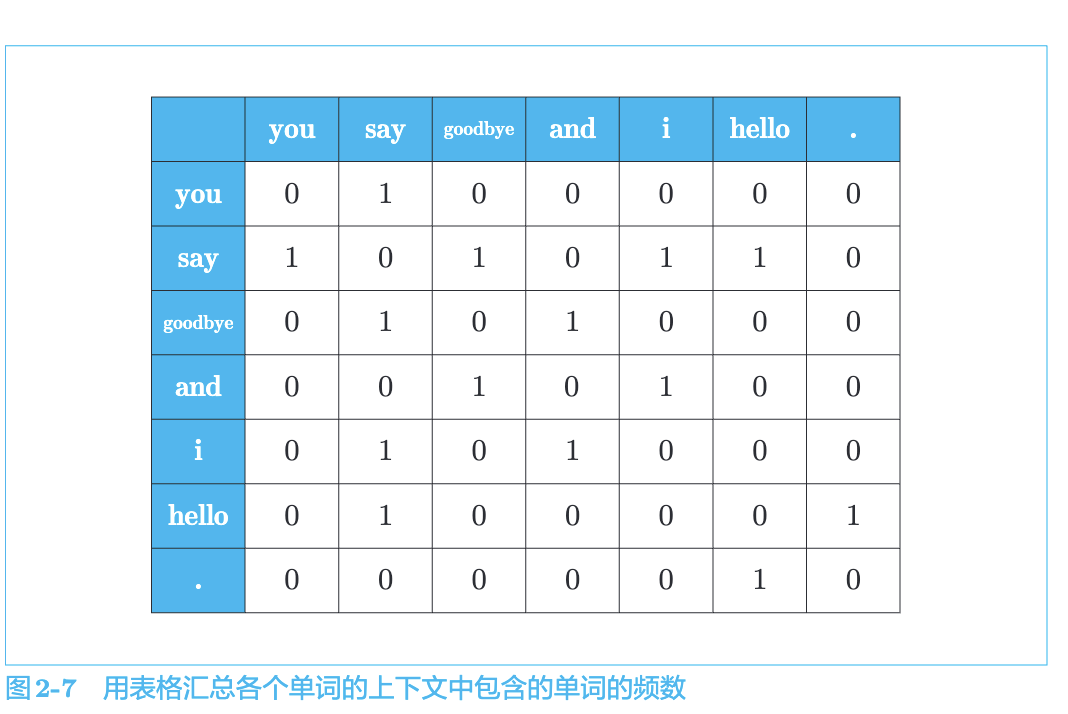 you say goodbye and i hello .
you 0 1 0 0 0 0 0
say 1 0 1 0 1 1 0
goodbye 0 1 0 1 0 0 0
and 0 0 1 0 1 0 0
i 0 1 0 1 0 0 0
hello 0 1 0 0 0 0 1
. 0 0 0 0 0 1 0
图2-7 用表格汇总各个单词的上下文中包含的单词的频数